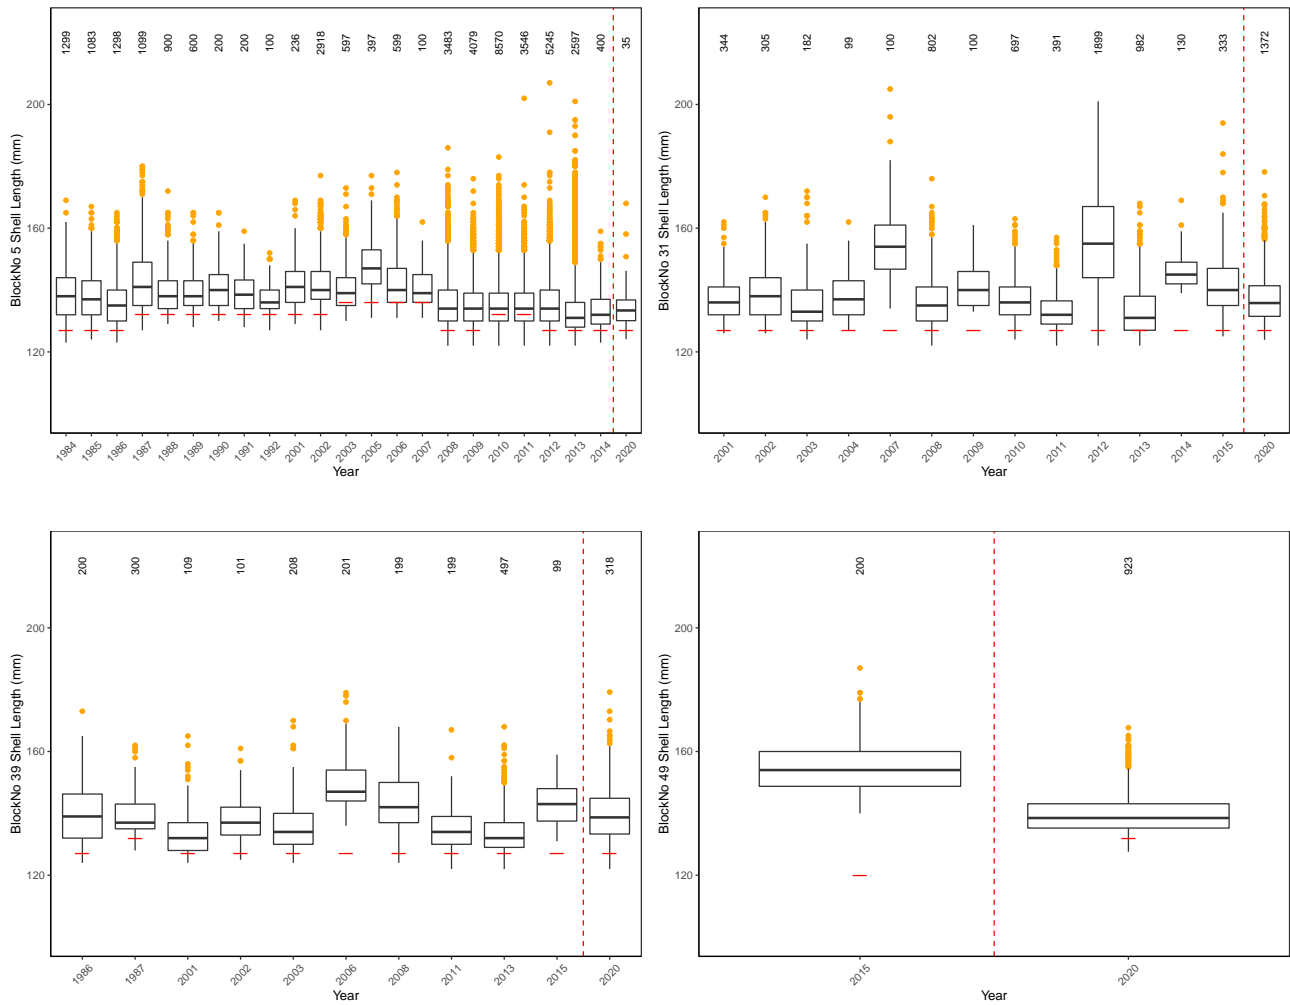 1299 1083 1298 1099 900 600 200 200 100 236 2918 597 397 599 100 3483 4079 8570 3546 5245 2597 400 35
BlockNo 5 Shell Length (mm)
200
160
120
1984 1985 1986 1987 1988 1989 1990 1991 1992 2001 2002 2003 2005 2006 2007 2008 2009 2010 2011 2012 2013 2014 2020
Year
344 305 182 99 100 802 100 697 391 1899 982 130 333 1372
BlockNo 31 Shell Length (mm)
200
160
120
2001 2002 2003 2004 2007 2008 2009 2010 2011 2012 2013 2014 2015 2020
Year
200 300 109 101 208 201 199 199 497 99 318
BlockNo 39 Shell Length (mm)
200
160
120
1986 1987 2001 2002 2003 2006 2008 2011 2013 2015 2020
Year
200 923
BlockNo 49 Shell Length (mm)
200
160
120
2015 2020
Year